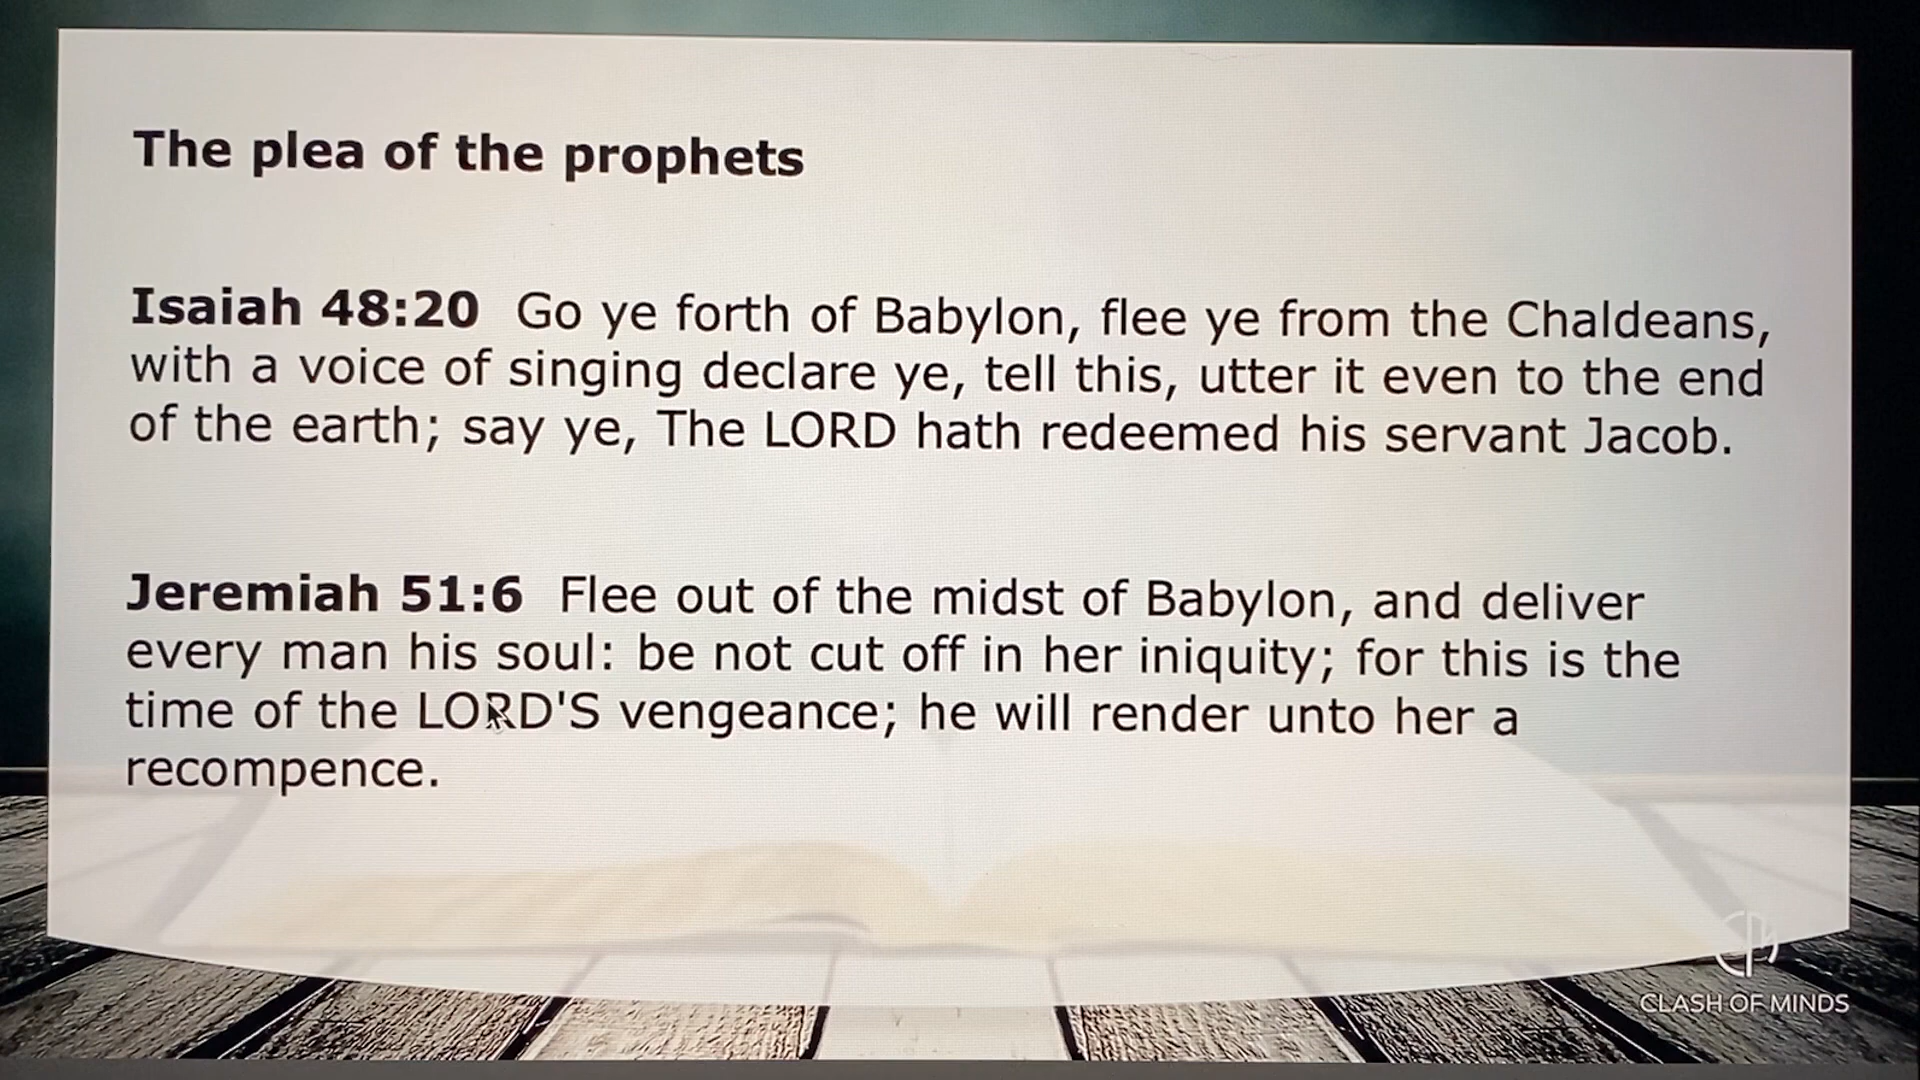 The plea of the prophets
Isaiah 48:20 Go ye forth of Babylon, flee ye from the Chaldeans,
with a voice of singing declare ye, tell this, utter it even to the end
of the earth; say ye, The LORD hath redeemed his servant Jacob.
Jeremiah 51:6 Flee out of the midst of Babylon, and deliver
every man his soul: be not cut off in her iniquity; for this is the
time of the LORD'S vengeance; he will render unto her a
recompence.
CLASH OF MINDS